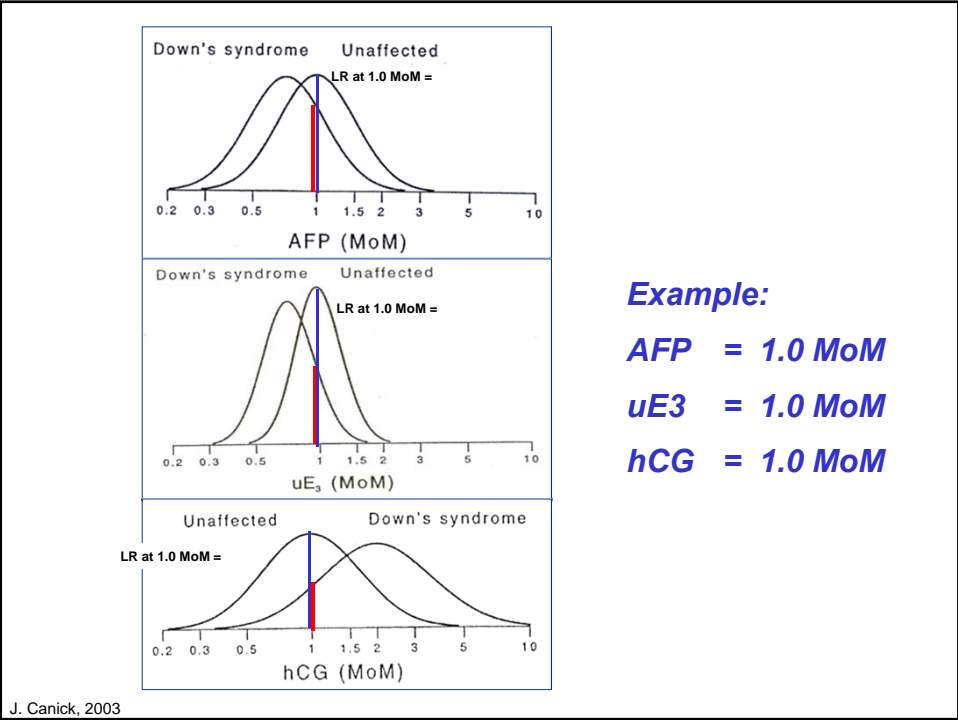 Down's syndrome Unaffected
LR at 1.0 MoM =
0.2 0.3 0.5 1 1.5 2 3 5 10
AFP (MoM)
Down's syndrome Unaffected
LR at 1.0 MoM =
0.2 0.3 0.5 1 1.5 2 3 5 10
uE₃ (MoM)
Unaffected Down's syndrome
LR at 1.0 MoM =
0.2 0.3 0.5 1 1.5 2 3 5 10
hCG (MoM)
Example:
AFP = 1.0 MoM
uE3 = 1.0 MoM
hCG = 1.0 MoM
J. Canick, 2003